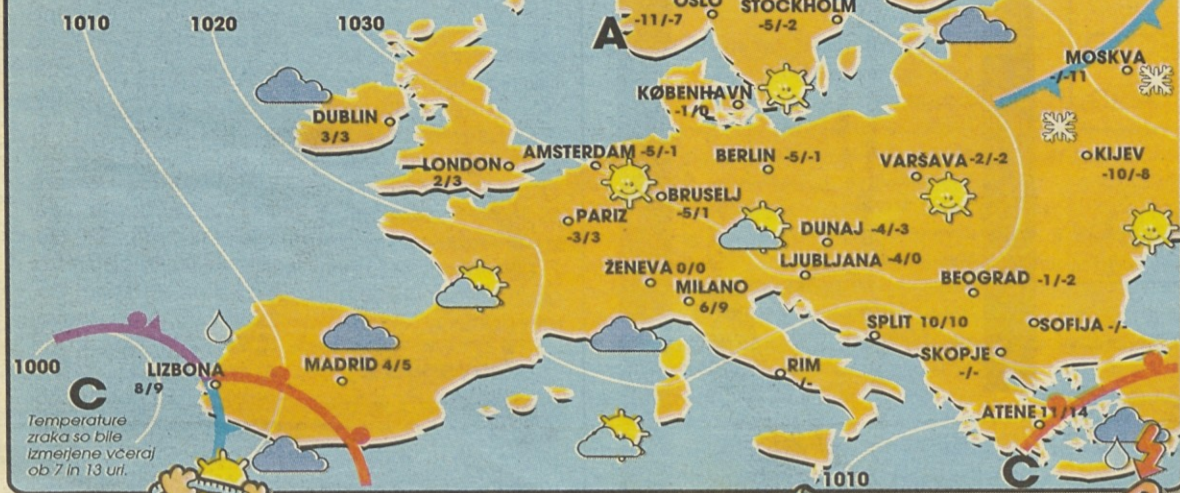 OSLO
-11/-7
STOCKHOLM
-5/-2
1010
1020
1030
A
MOSKVA
-/-11
KØBENHAVN
-1/0
DUBLIN
3/3
AMSTERDAM -5/-1
BERLIN -5/-1
VARŠAVA -2/-2
KIJEV
-10/-8
LONDON
2/3
BRUSELJ
-5/1
PARIZ
-3/3
DUNAJ -4/-3
LJUBLJANA -4/0
ŽENEVA 0/0
BEOGRAD -1/-2
MILANO
6/9
SPLIT 10/10
SOFIJA -/-
SKOPJE
-/-
RIM
-/-
1000
LIZBONA
8/9
MADRID 4/5
C
ATENE 11/14
Temperature
zraka so bile
izmerjene včeraj
ob 7 in 13 uri.
C
1010